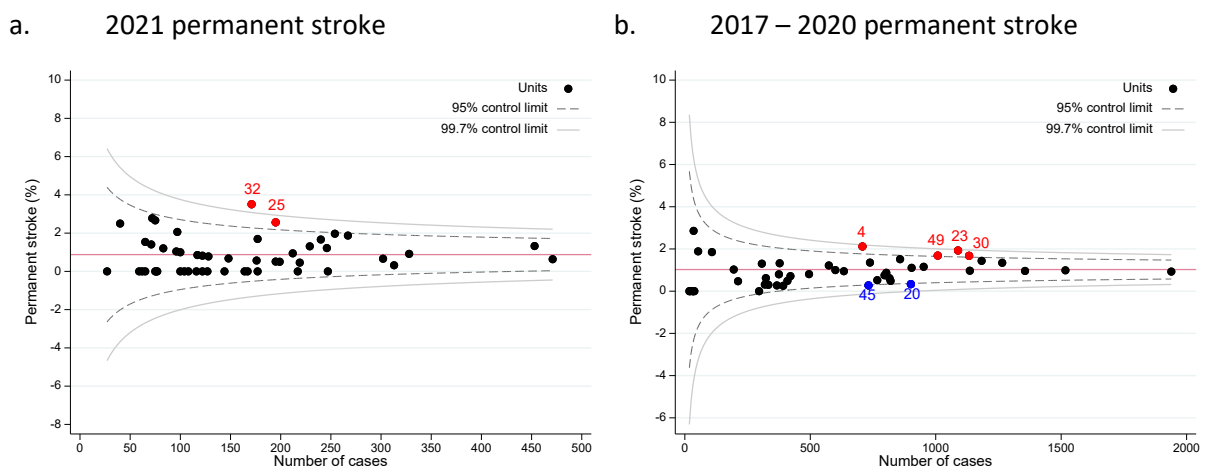 a. 2021 permanent stroke
10
8
6
4
2
0
-2
-4
-6
-8
Permanent stroke (%)
Units
95% control limit
99.7% control limit
32
25
0 50 100 150 200 250 300 350 400 450 500
Number of cases
b. 2017 – 2020 permanent stroke
10
8
6
4
2
0
-2
-4
-6
Permanent stroke (%)
Units
95% control limit
99.7% control limit
4
49
23
30
45
20
0 500 1000 1500 2000
Number of cases